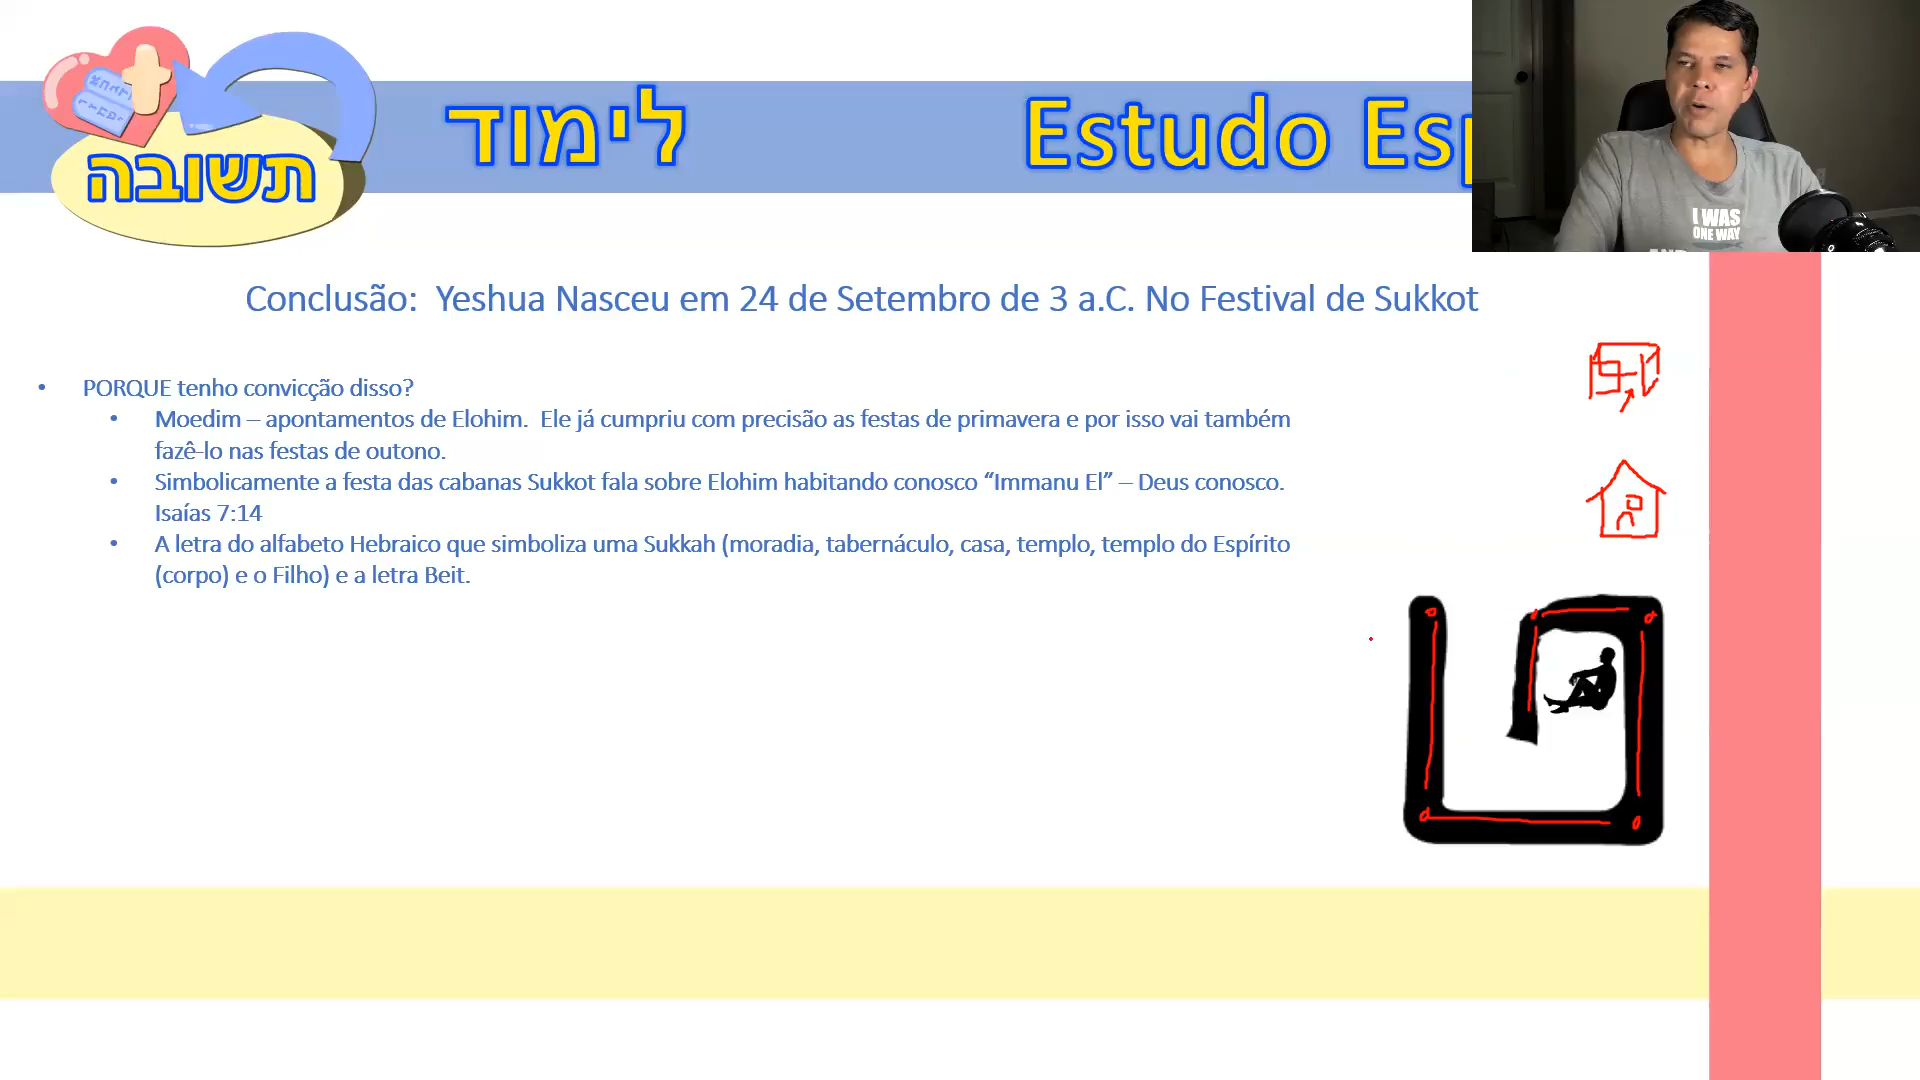 תשובה
לימוד
Estudo Esp
I WAS
ONE WAY
AND
Conclusão:  Yeshua Nasceu em 24 de Setembro de 3 a.C. No Festival de Sukkot
• PORQUE tenho convicção disso?
• Moedim – apontamentos de Elohim.  Ele já cumpriu com precisão as festas de primavera e por isso vai também
fazê-lo nas festas de outono.
• Simbolicamente a festa das cabanas Sukkot fala sobre Elohim habitando conosco “Immanu El” – Deus conosco.
Isaías 7:14
• A letra do alfabeto Hebraico que simboliza uma Sukkah (moradia, tabernáculo, casa, templo, templo do Espírito
(corpo) e o Filho) e a letra Beit.